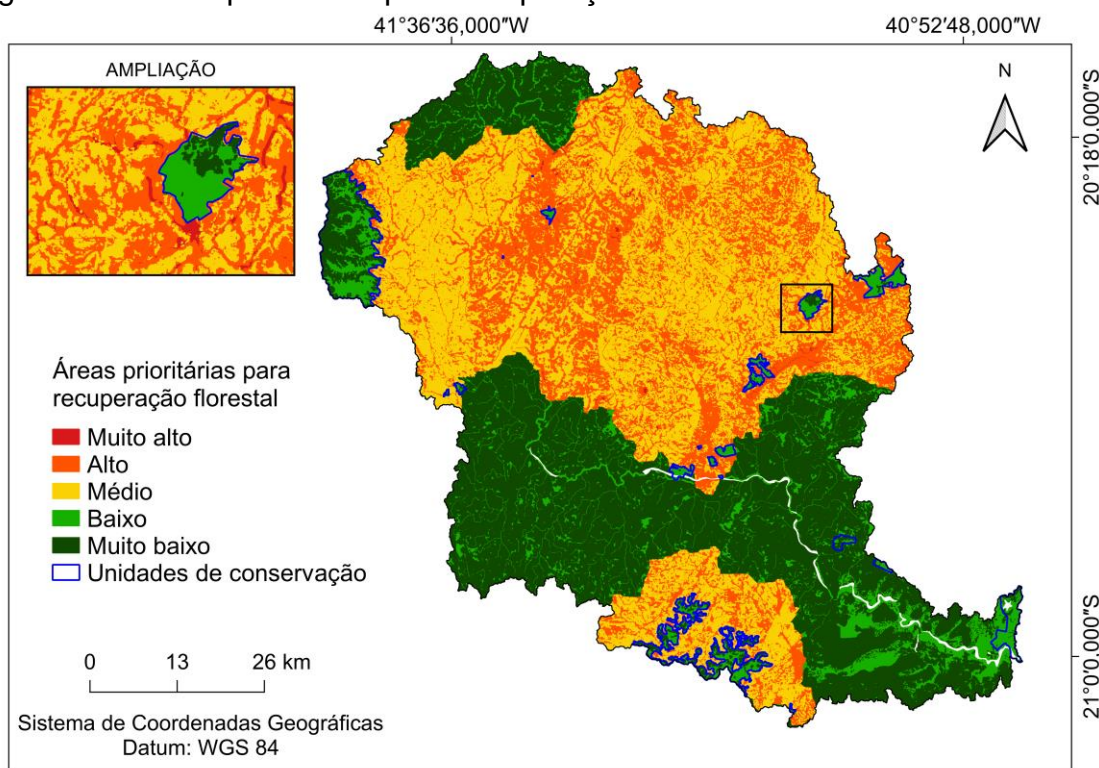 41°36′36,000″W
40°52′48,000″W
AMPLIAÇÃO
N
20°18′0.000″S
Áreas prioritárias para
recuperação florestal
Muito alto
Alto
Médio
Baixo
Muito baixo
Unidades de conservação
0 13 26 km
21°0′0.000″S
Sistema de Coordenadas Geográficas
Datum: WGS 84